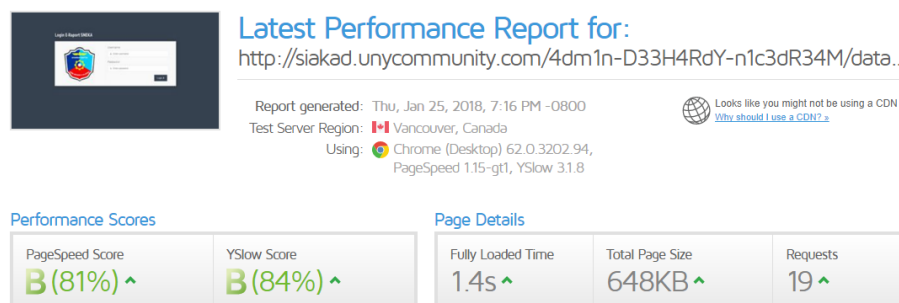 Latest Performance Report for:
http://siakad.unycommunity.com/4dm1n-D33H4RdY-n1c3dR34M/data...
Report generated: Thu, Jan 25, 2018, 7:16 PM -0800
Test Server Region: Vancouver, Canada
Using: Chrome (Desktop) 62.0.3202.94,
PageSpeed 1.15-gt1, YSlow 3.1.8
Looks like you might not be using a CDN
Why should I use a CDN? »
Performance Scores
PageSpeed Score
B (81%)
YSlow Score
B (84%)
Page Details
Fully Loaded Time
1.4s
Total Page Size
648KB
Requests
19